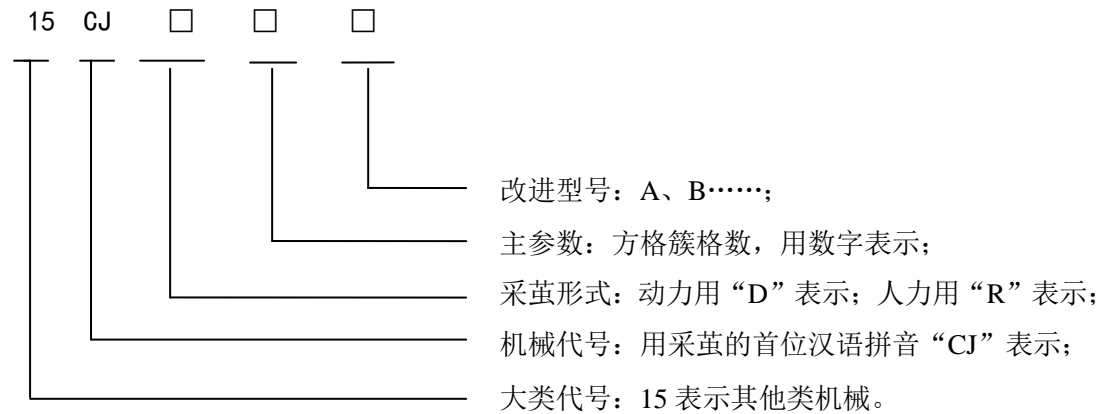 15 CJ □ □ □
改进型号：A、B……；
主参数：方格簇格数，用数字表示；
采茧形式：动力用“D”表示；人力用“R”表示；
机械代号：用采茧的首位汉语拼音“CJ”表示；
大类代号：15 表示其他类机械。